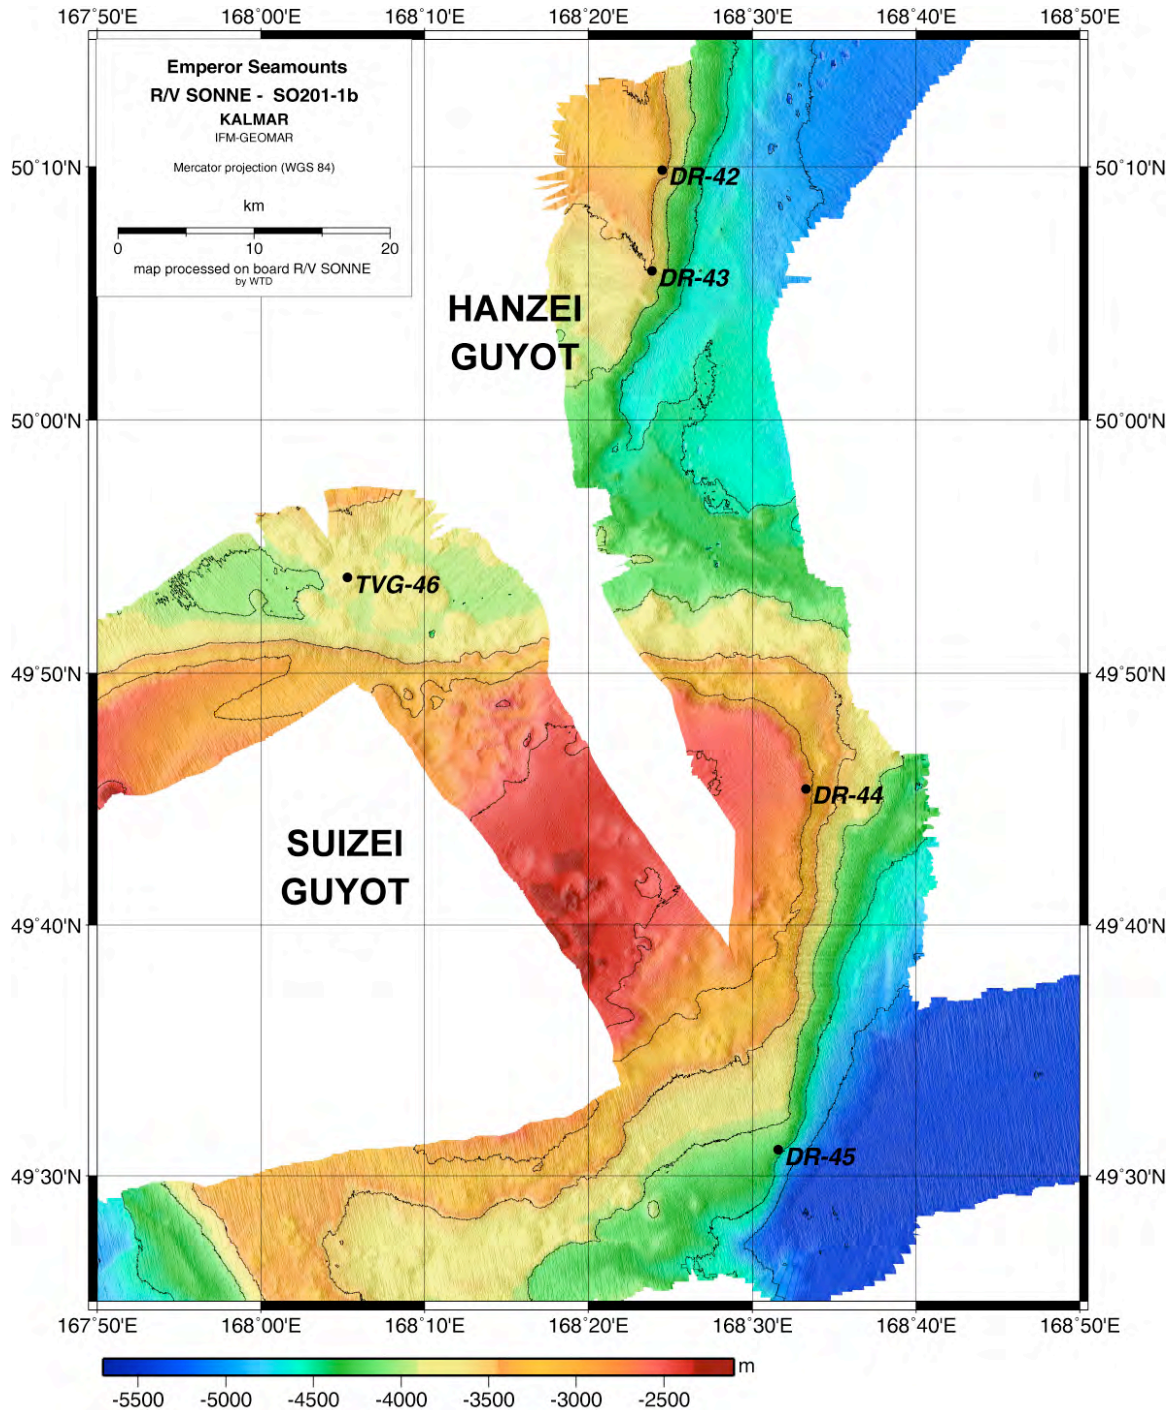 167°50'E 168°00'E 168°10'E 168°20'E 168°30'E 168°40'E 168°50'E
Emperor Seamounts
R/V SONNE - SO201-1b
KALMAR
IFM-GEOMAR
Mercator projection (WGS 84)
km
0 10 20
map processed on board R/V SONNE
by WTD
50°10'N 50°10'N
DR-42
DR-43
HANZEI
GUYOT
50°00'N 50°00'N
TVG-46
49°50'N 49°50'N
DR-44
SUIZEI
GUYOT
49°40'N 49°40'N
DR-45
49°30'N 49°30'N
167°50'E 168°00'E 168°10'E 168°20'E 168°30'E 168°40'E 168°50'E
m
-5500 -5000 -4500 -4000 -3500 -3000 -2500